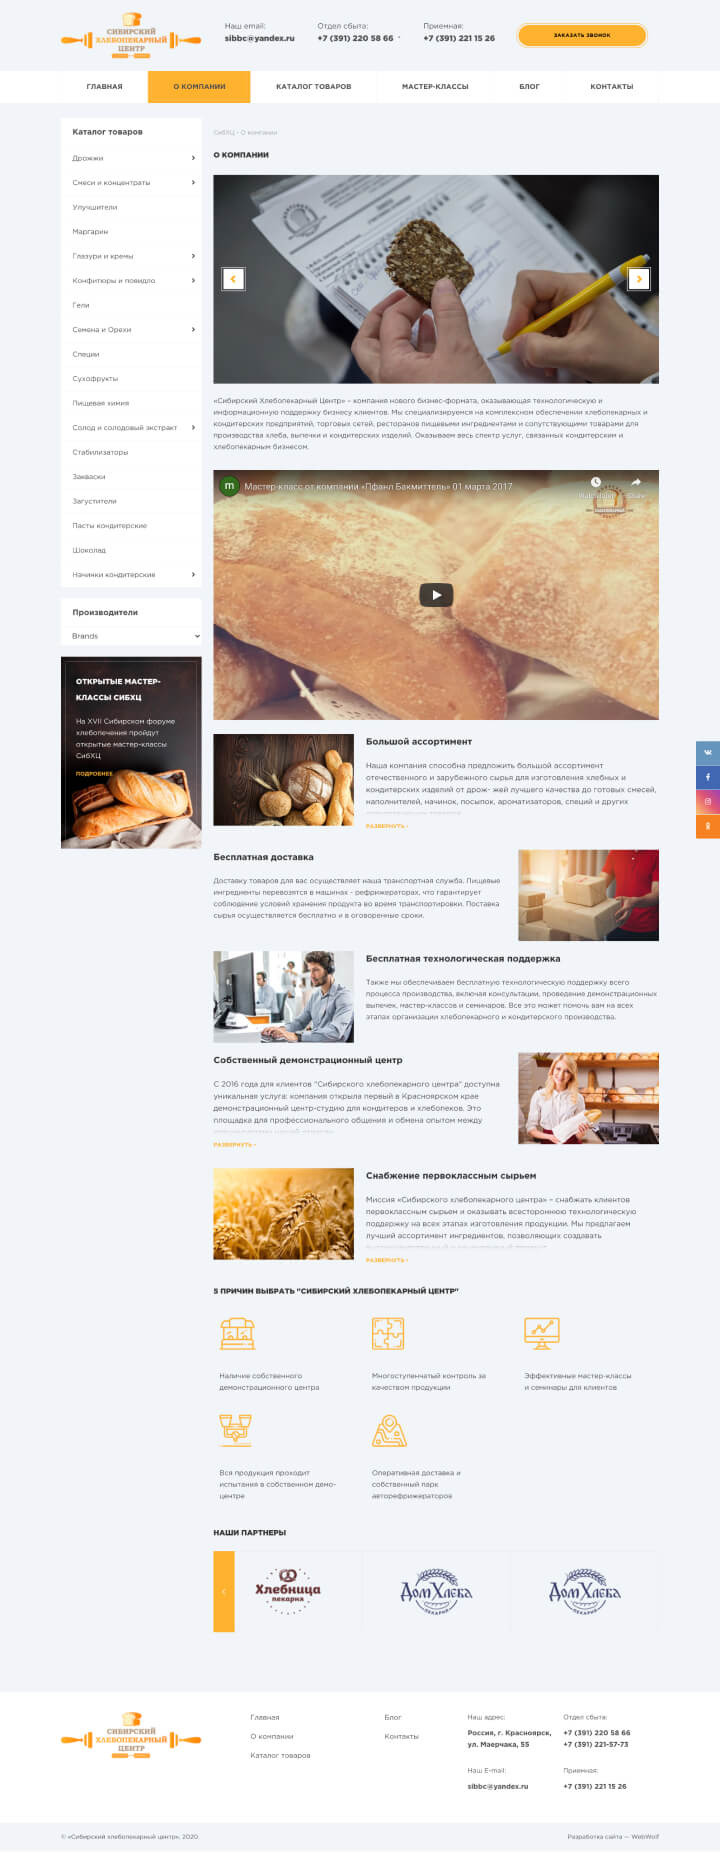 СИБИРСКИЙ
ХЛЕБОПЕКАРНЫЙ
ЦЕНТР
Наш email:
sibbc@yandex.ru
Отдел сбыта:
+7 (391) 220 58 66
Приемная:
+7 (391) 221 15 26
ЗАКАЗАТЬ ЗВОНОК
ГЛАВНАЯ
О КОМПАНИИ
КАТАЛОГ ТОВАРОВ
МАСТЕР-КЛАССЫ
БЛОГ
КОНТАКТЫ
Каталог товаров
Дрожжи
Смеси и концентраты
Улучшители
Маргарин
Глазури и кремы
Конфитюры и повидло
Гели
Семена и Орехи
Специи
Сухофрукты
Пищевая химия
Солод и солодовый экстракт
Стабилизаторы
Закваски
Загустители
Пасты кондитерские
Шоколад
Начинки кондитерские
Производители
Brands
ОТКРЫТЫЕ МАСТЕР-
КЛАССЫ СИБХЦ
На XVII Сибирском форуме
хлебопечения пройдут
открытые мастер-классы
СибХЦ
ПОДРОБНЕЕ
СибХЦ - О компании
О КОМПАНИИ
«Сибирский Хлебопекарный Центр» – компания нового бизнес-формата, оказывающая технологическую и
информационную поддержку бизнесу клиентов. Мы специализируемся на комплексном обеспечении хлебопекарных и
кондитерских предприятий, торговых сетей, ресторанов пищевыми ингредиентами и сопутствующими товарами для
производства хлеба, выпечки и кондитерских изделий. Оказываем весь спектр услуг, связанных кондитерским и
хлебопекарным бизнесом.
m
Мастер-класс от компании «Пфанл Бакмиттель» 01 марта 2017
Большой ассортимент
Наша компания способна предложить большой ассортимент
отечественного и зарубежного сырья для изготовления хлебных и
кондитерских изделий от дрож- жей лучшего качества до готовых смесей,
наполнителей, начинок, посыпок, ароматизаторов, специй и других
РАЗВЕРНУТЬ
Бесплатная доставка
Доставку товаров для вас осуществляет наша транспортная служба. Пищевые
ингредиенты перевозятся в машинах - рефрижераторах, что гарантирует
соблюдение условий хранения продукта во время транспортировки. Поставка
сырья осуществляется бесплатно и в оговоренные сроки.
Бесплатная технологическая поддержка
Также мы обеспечиваем бесплатную технологическую поддержку всего
процесса производства, включая консультации, проведение демонстрационных
выпечек, мастер-классов и семинаров. Все это может помочь вам на всех
этапах организации хлебопекарного и кондитерского производства.
Собственный демонстрационный центр
С 2016 года для клиентов "Сибирского хлебопекарного центра" доступна
уникальная услуга: компания открыла первый в Красноярском крае
демонстрационный центр-студию для кондитеров и хлебопеков. Это
площадка для профессионального общения и обмена опытом между
РАЗВЕРНУТЬ
Снабжение первоклассным сырьем
Миссия «Сибирского хлебопекарного центра» – снабжать клиентов
первоклассным сырьем и оказывать всестороннюю технологическую
поддержку на всех этапах изготовления продукции. Мы предлагаем
лучший ассортимент ингредиентов, позволяющих создавать
РАЗВЕРНУТЬ
5 ПРИЧИН ВЫБРАТЬ "СИБИРСКИЙ ХЛЕБОПЕКАРНЫЙ ЦЕНТР"
Наличие собственного
демонстрационного центра
Многоступенчатый контроль за
качеством продукции
Эффективные мастер-классы
и семинары для клиентов
Вся продукция проходит
испытания в собственном демо-
центре
Оперативная доставка и
собственный парк
авторефрижераторов
НАШИ ПАРТНЕРЫ
Хлебница
пекарня
Дом Хлеба
ПЕКАРНЯ
Дом Хлеба
ПЕКАРНЯ
СИБИРСКИЙ
ХЛЕБОПЕКАРНЫЙ
ЦЕНТР
Главная
О компании
Каталог товаров
Блог
Контакты
Наш адрес:
Россия, г. Красноярск,
ул. Маерчака, 55
Наш E-mail:
sibbc@yandex.ru
Отдел сбыта:
+7 (391) 220 58 66
+7 (391) 221-57-73
Приемная:
+7 (391) 221 15 26
© «Сибирский хлебопекарный центр», 2020.
Разработка сайта — WebWolf